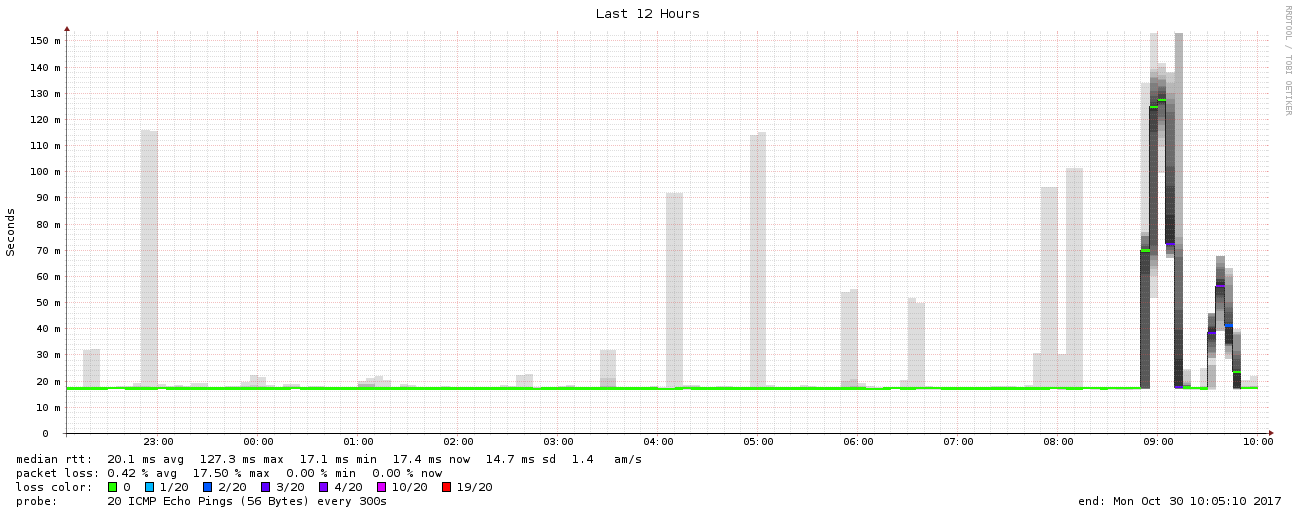 Last 12 Hours
RRDTOOL / TOBI OETIKER
Seconds
150 m
140 m
130 m
120 m
110 m
100 m
90 m
80 m
70 m
60 m
50 m
40 m
30 m
20 m
10 m
0
23:00 00:00 01:00 02:00 03:00 04:00 05:00 06:00 07:00 08:00 09:00 10:00
median rtt: 20.1 ms avg 127.3 ms max 17.1 ms min 17.4 ms now 14.7 ms sd 1.4 am/s
packet loss: 0.42 % avg 17.50 % max 0.00 % min 0.00 % now
loss color: 0 1/20 2/20 3/20 4/20 10/20 19/20
probe: 20 ICMP Echo Pings (56 Bytes) every 300s end: Mon Oct 30 10:05:10 2017